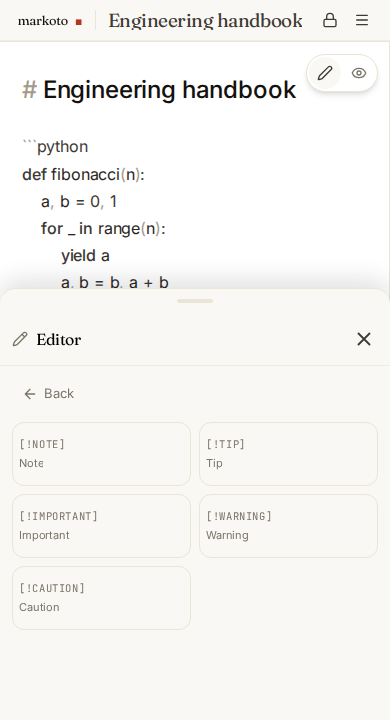 markoto
Engineering handbook
# Engineering handbook
```python
def fibonacci(n):
a, b = 0, 1
for _ in range(n):
yield a
a, b = b, a + b
Editor
Back
[!NOTE]
Note
[!TIP]
Tip
[!IMPORTANT]
Important
[!WARNING]
Warning
[!CAUTION]
Caution